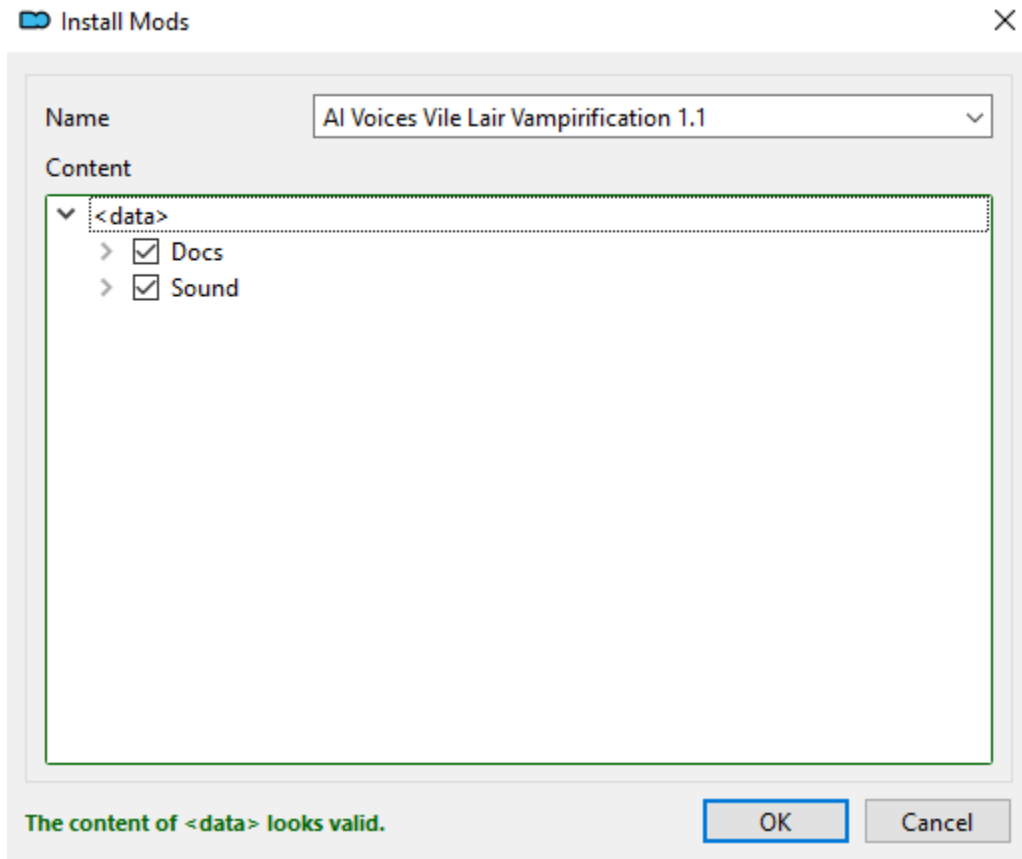 Install Mods
Name
AI Voices Vile Lair Vampirification 1.1
Content
<data>
Docs
Sound
The content of <data> looks valid.
OK
Cancel